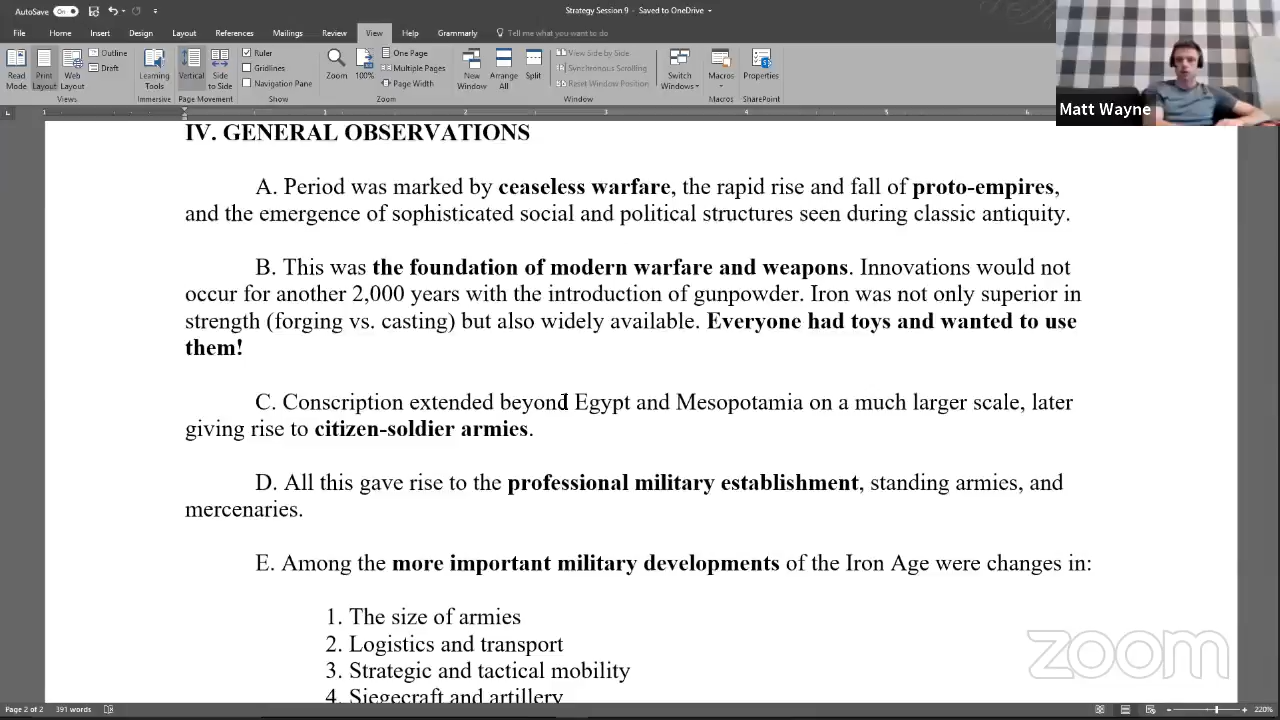 AutoSave On Strategy Session 9 - Saved to OneDrive
File Home Insert Design Layout References Mailings Review View Help Grammarly Tell me what you want to do
Read Mode Print Layout Web Layout Outline Draft Learning Tools Vertical Side to Side Ruler Gridlines Navigation Pane Zoom 100% One Page Multiple Pages Page Width New Window Arrange All Split View Side by Side Synchronous Scrolling Reset Window Position Switch Windows Macros Properties
Views Immersive Page Movement Show Zoom Window Macros SharePoint
Matt Wayne
IV. GENERAL OBSERVATIONS
A. Period was marked by ceaseless warfare, the rapid rise and fall of proto-empires,
and the emergence of sophisticated social and political structures seen during classic antiquity.
B. This was the foundation of modern warfare and weapons. Innovations would not
occur for another 2,000 years with the introduction of gunpowder. Iron was not only superior in
strength (forging vs. casting) but also widely available. Everyone had toys and wanted to use
them!
C. Conscription extended beyond Egypt and Mesopotamia on a much larger scale, later
giving rise to citizen-soldier armies.
D. All this gave rise to the professional military establishment, standing armies, and
mercenaries.
E. Among the more important military developments of the Iron Age were changes in:
1. The size of armies
2. Logistics and transport
3. Strategic and tactical mobility
4. Siegecraft and artillery
zoom
Page 2 of 2 391 words 220%